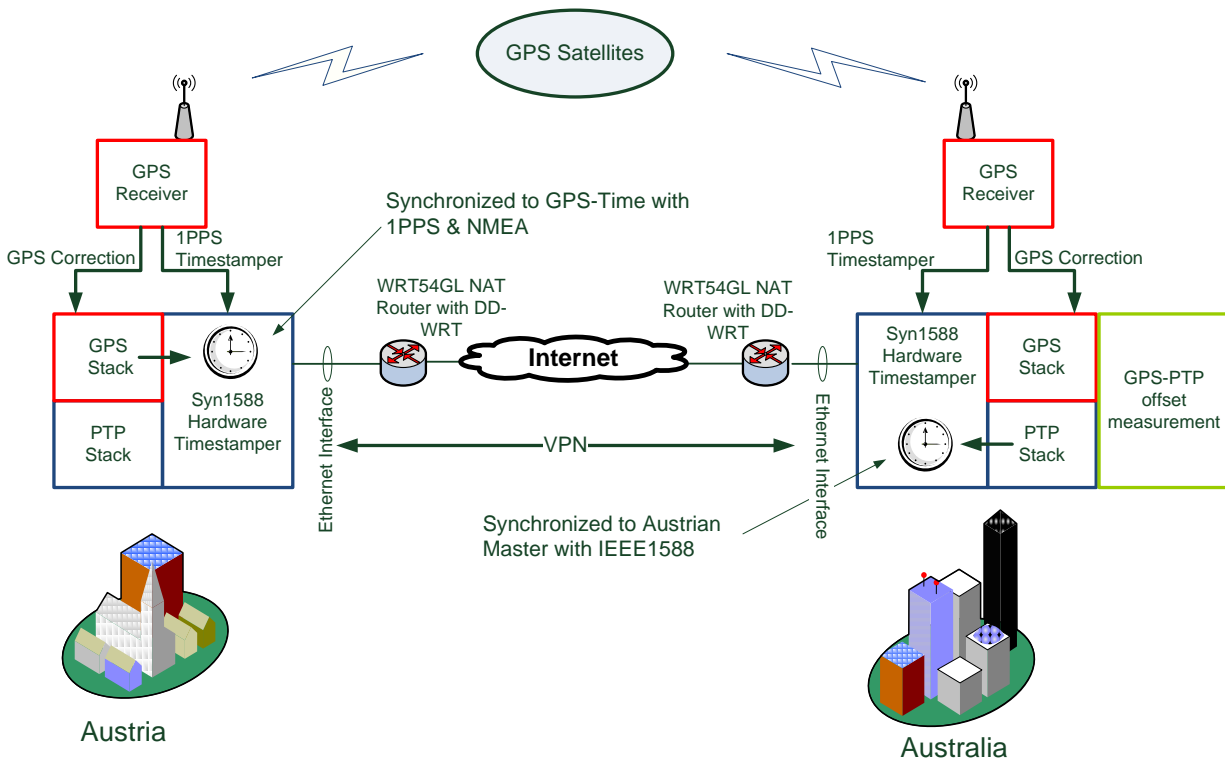 GPS Satellites
GPS
Receiver
GPS
Receiver
Synchronized to GPS-Time with
1PPS & NMEA
GPS Correction
1PPS
Timestamper
1PPS
Timestamper
GPS Correction
WRT54GL NAT
Router with DD-
WRT
WRT54GL NAT
Router with DD-
WRT
GPS
Stack
PTP
Stack
Syn1588
Hardware
Timestamper
Ethernet Interface
Internet
VPN
Ethernet Interface
Syn1588
Hardware
Timestamper
GPS
Stack
PTP
Stack
GPS-PTP
offset
measurement
Synchronized to Austrian
Master with IEEE1588
Austria
Australia